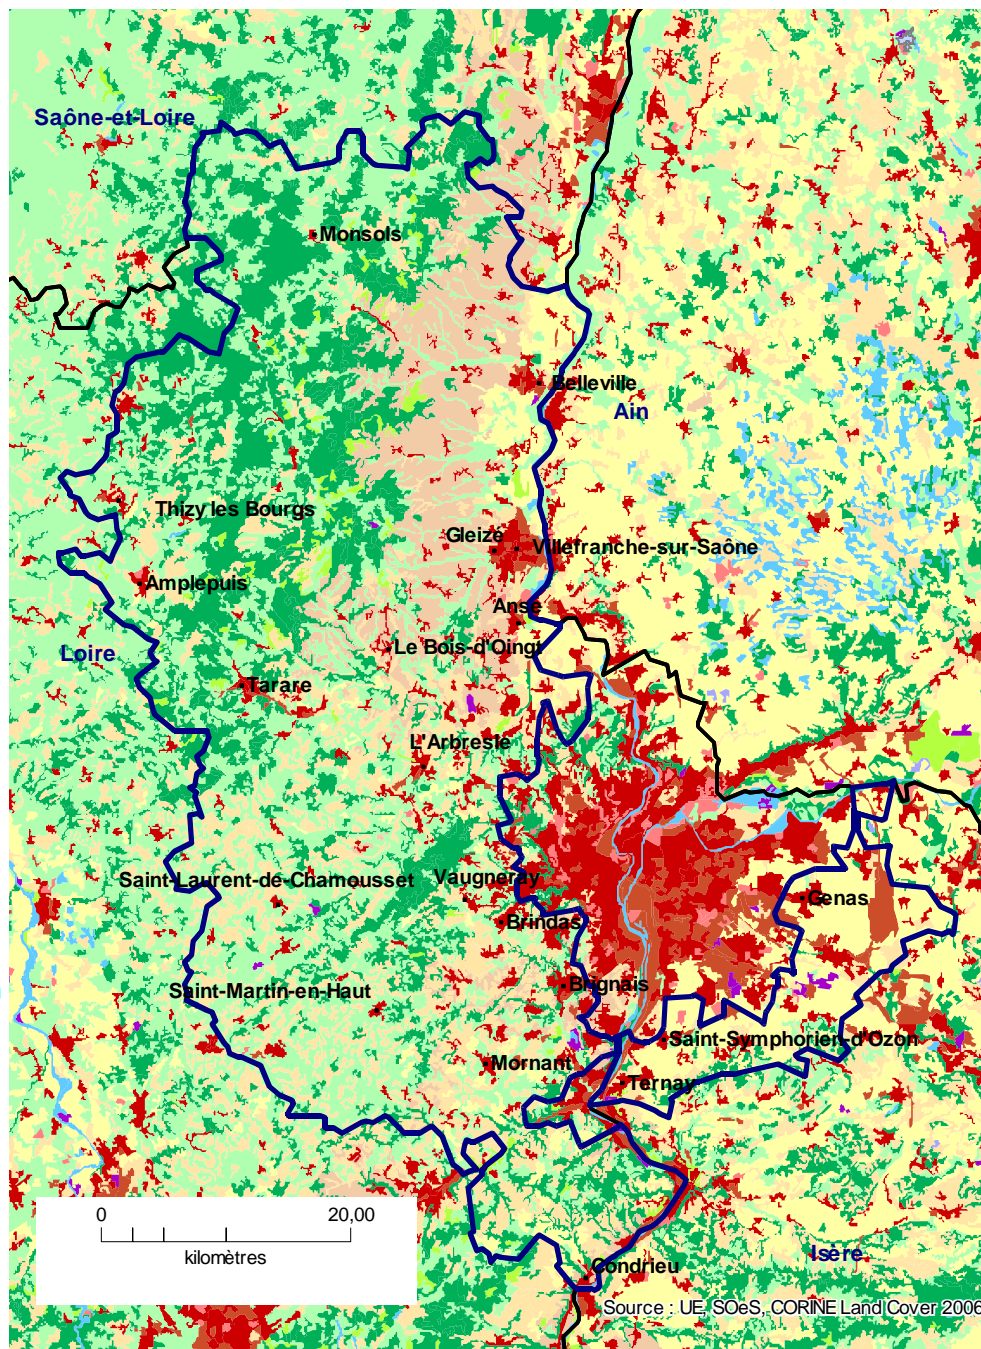 Saône-et-Loire
Monsols
Belleville
Ain
Thizy les Bourgs
Gleizé
Villefranche-sur-Saône
Amplepuis
Anse
Le Bois-d'Oingt
Loire
Tarare
L'Arbresle
Saint-Laurent-de-Chamousset
Vaugneray
Genas
Brindas
Brignais
Saint-Martin-en-Haut
Saint-Symphorien-d'Ozon
Mornant
Ternay
0 20,00
kilomètres
Isère
Condrieu
Source : UE, SOeS, CORINE Land Cover 2006